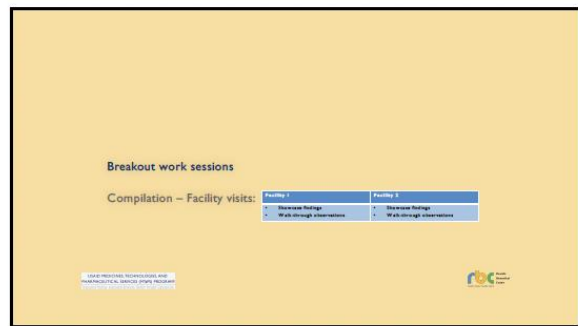 Breakout work sessions
Compilation – Facility visits:
Facility 1
Facility 2
• Showcase findings
• Walk-through observations
• Showcase findings
• Walk-through observations
USAID MEDICINES, TECHNOLOGIES, AND
PHARMACEUTICAL SERVICES (MTaPS) PROGRAM
rbc